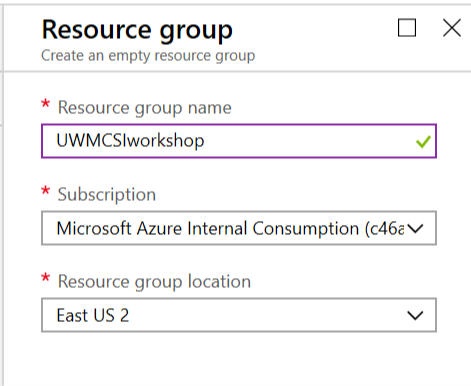 Resource group
Create an empty resource group
* Resource group name
UWMCSIworkshop
* Subscription
Microsoft Azure Internal Consumption (c46a
* Resource group location
East US 2